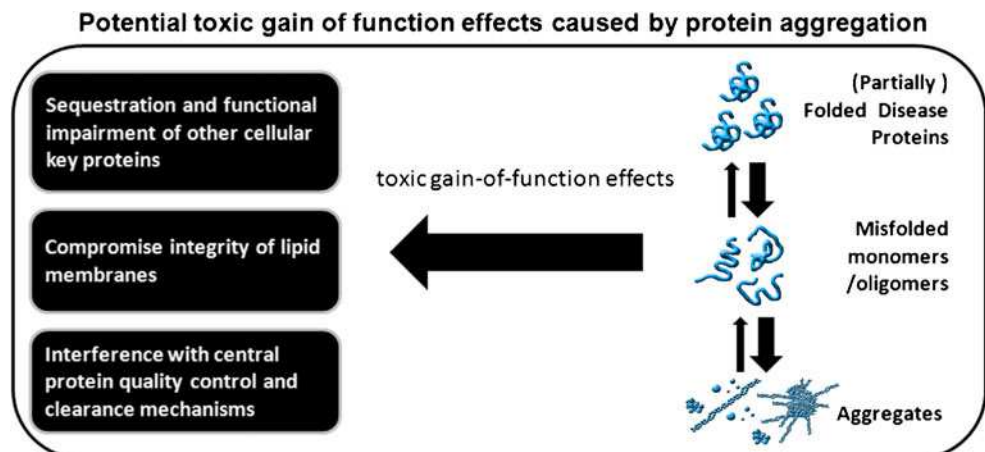 Potential toxic gain of function effects caused by protein aggregation
Sequestration and functional
impairment of other cellular
key proteins
Compromise integrity of lipid
membranes
Interference with central
protein quality control and
clearance mechanisms
toxic gain-of-function effects
(Partially )
Folded Disease
Proteins
Misfolded
monomers
/oligomers
Aggregates